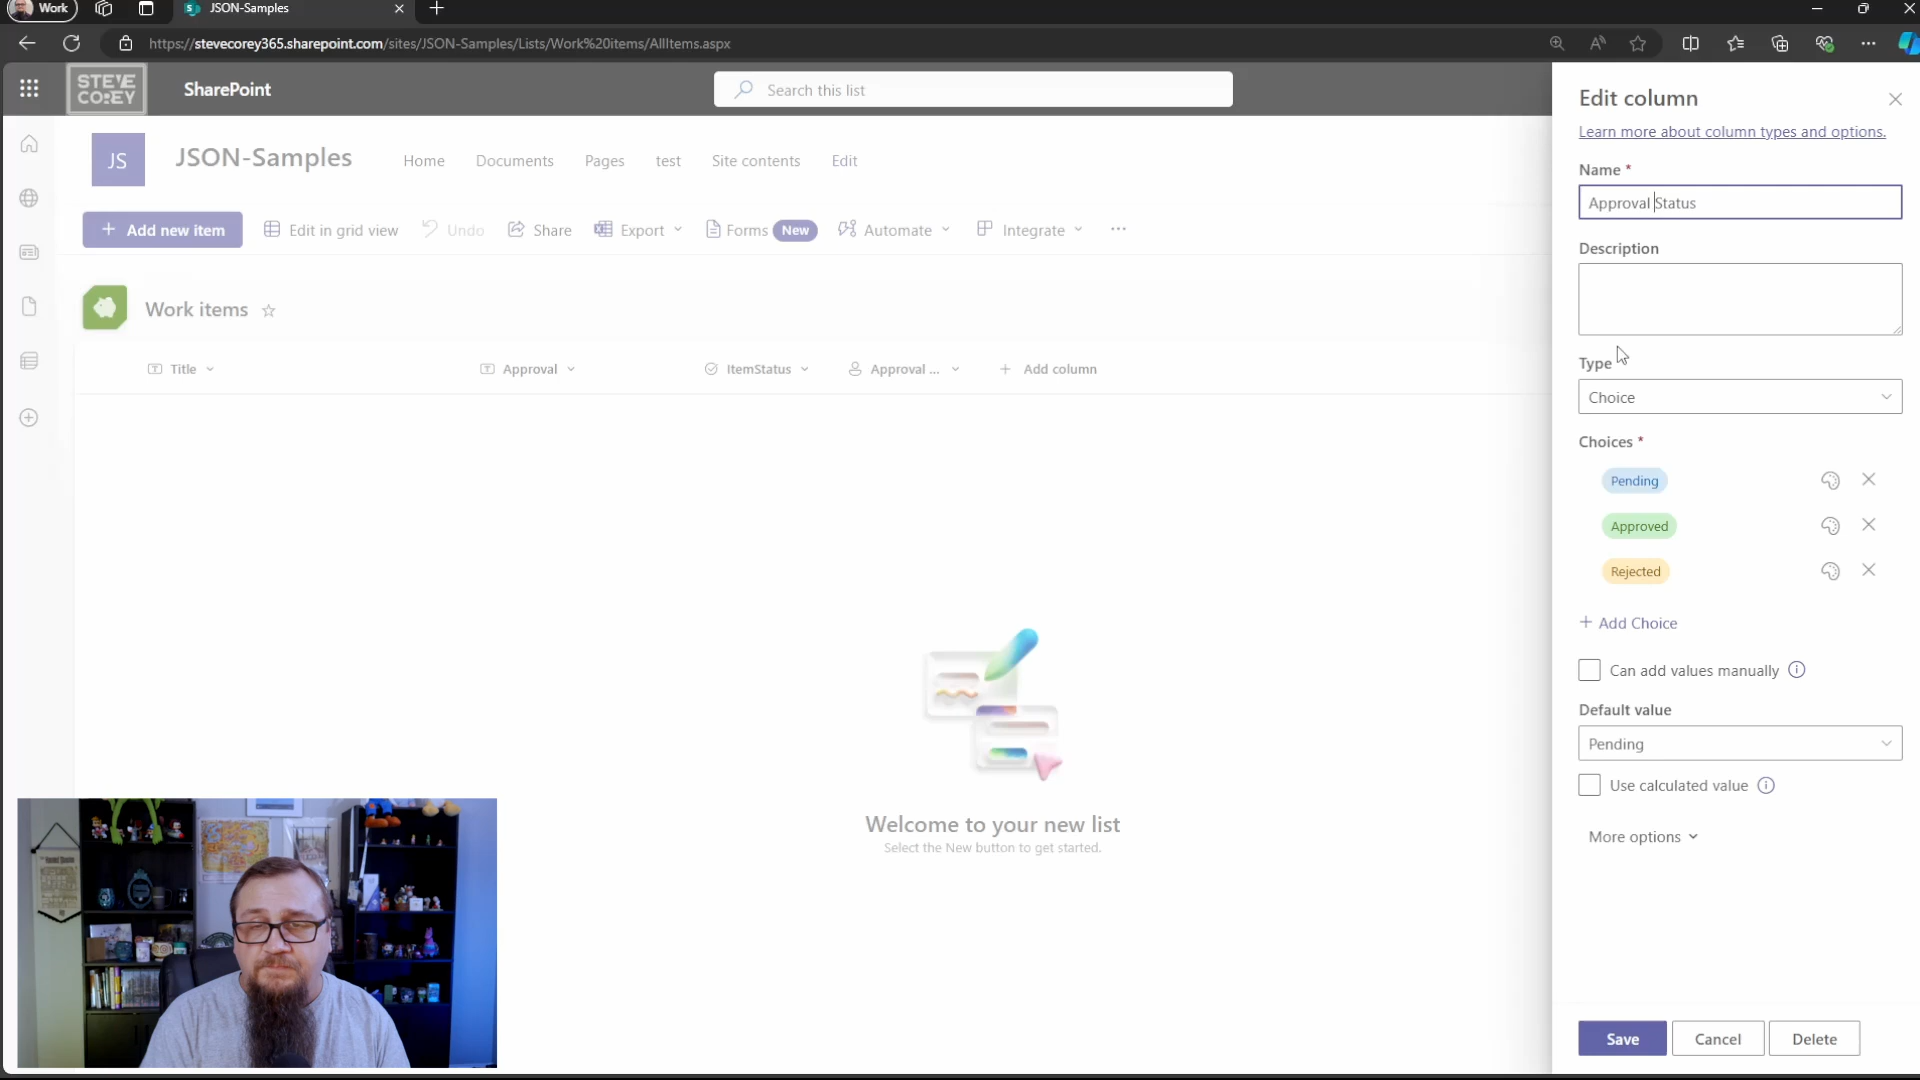 Work
JSON-Samples
https://stevecorey365.sharepoint.com/sites/JSON-Samples/Lists/Work%20items/AllItems.aspx
STEVE
COREY
SharePoint
Search this list
JS
JSON-Samples
Home
Documents
Pages
test
Site contents
Edit
Add new item
Edit in grid view
Undo
Share
Export
Forms
New
Automate
Integrate
Work items
Title
Approval
ItemStatus
Approval ...
Add column
Welcome to your new list
Select the New button to get started.
Edit column
Learn more about column types and options.
Name *
Approval Status
Description
Type
Choice
Choices *
Pending
Approved
Rejected
+ Add Choice
Can add values manually
Default value
Pending
Use calculated value
More options
Save
Cancel
Delete